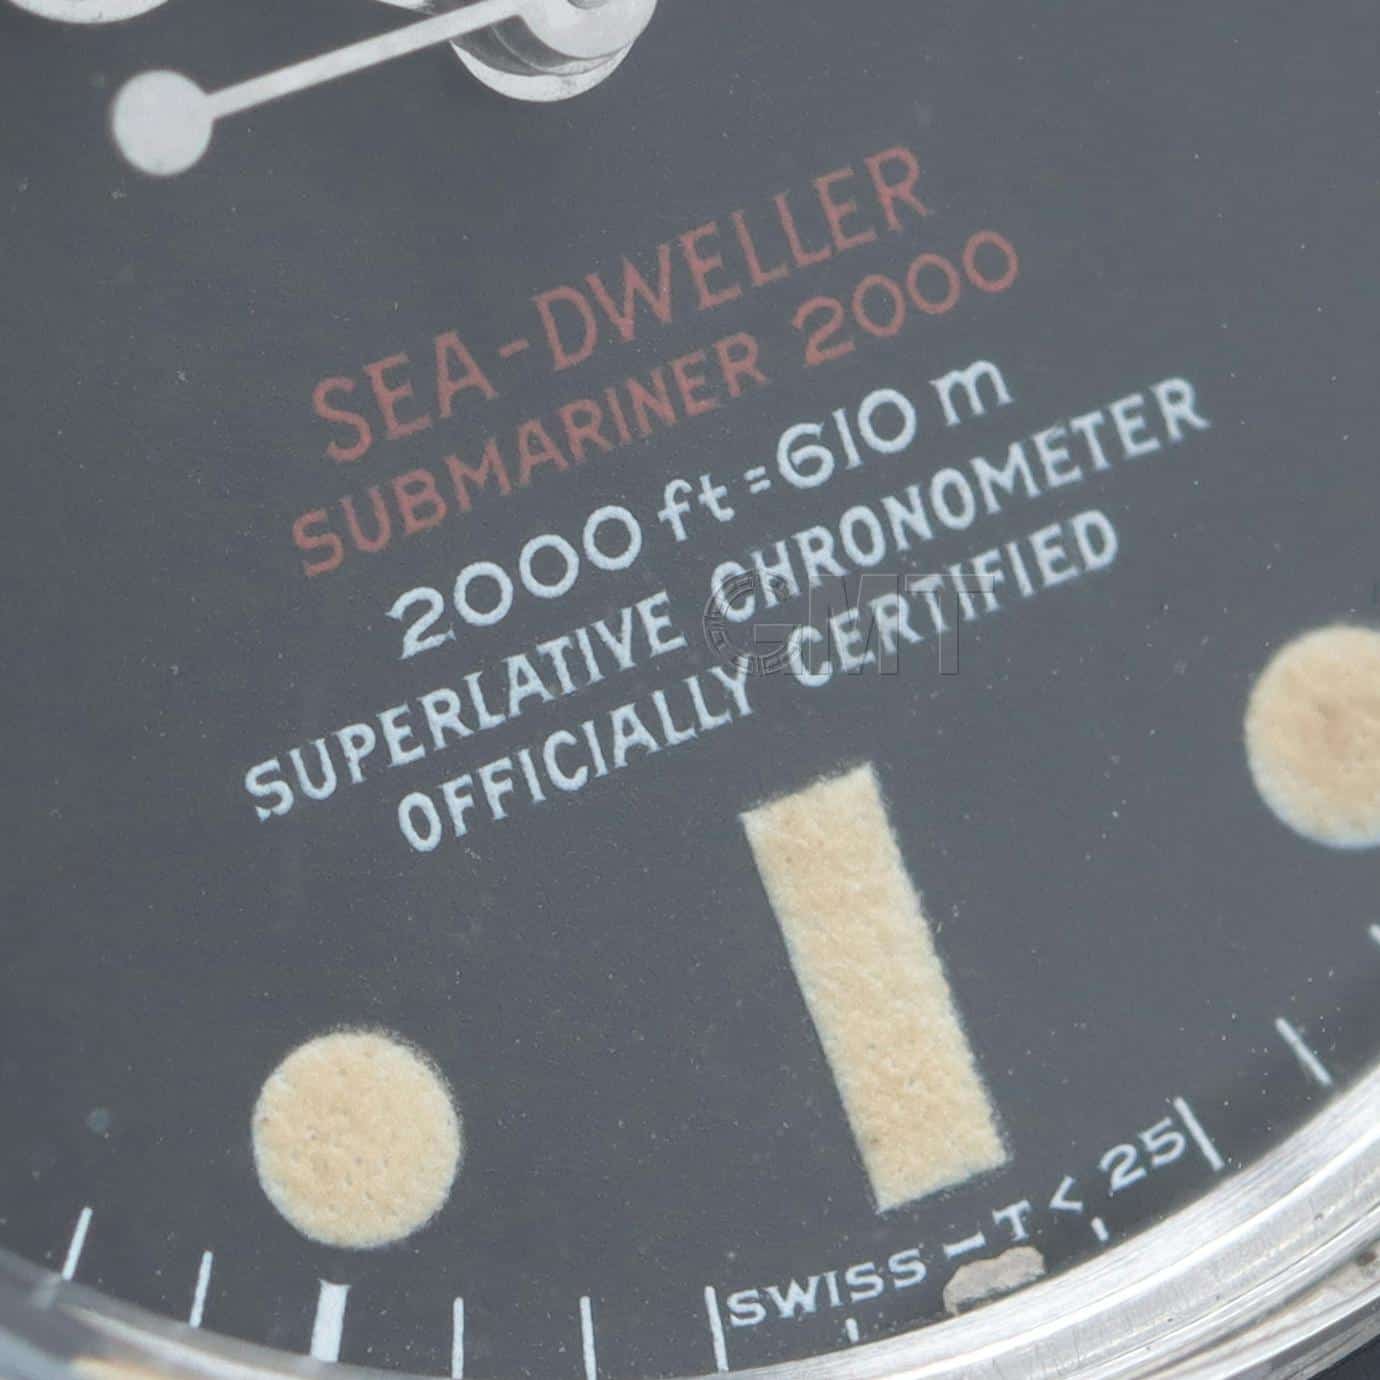 SEA-DWELLER
SUBMARINER 2000
2000 ft = 610 m
SUPERLATIVE CHRONOMETER
OFFICIALLY CERTIFIED
GMT
SWISS – T < 25